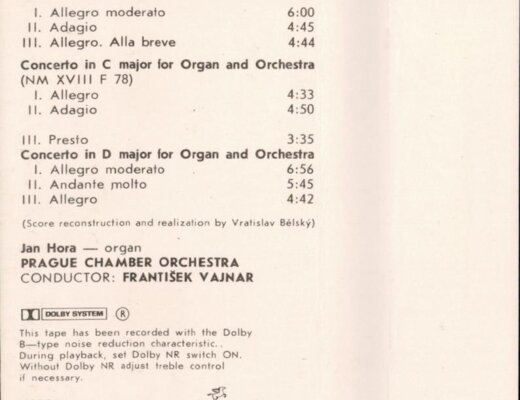 I. Allegro moderato 6:00
II. Adagio 4:45
III. Allegro. Alla breve 4:44
Concerto in C major for Organ and Orchestra
(NM XVIII F 78)
I. Allegro 4:33
II. Adagio 4:50
III. Presto 3:35
Concerto in D major for Organ and Orchestra
I. Allegro moderato 6:56
II. Andante molto 5:45
III. Allegro 4:42
(Score reconstruction and realization by Vratislav Bělský)
Jan Hora — organ
PRAGUE CHAMBER ORCHESTRA
CONDUCTOR: FRANTIŠEK VAJNAR
DOLBY SYSTEM ®
This tape has been recorded with the Dolby
B—type noise reduction characteristic..
During playback, set Dolby NR switch ON.
Without Dolby NR adjust treble control
if necessary.